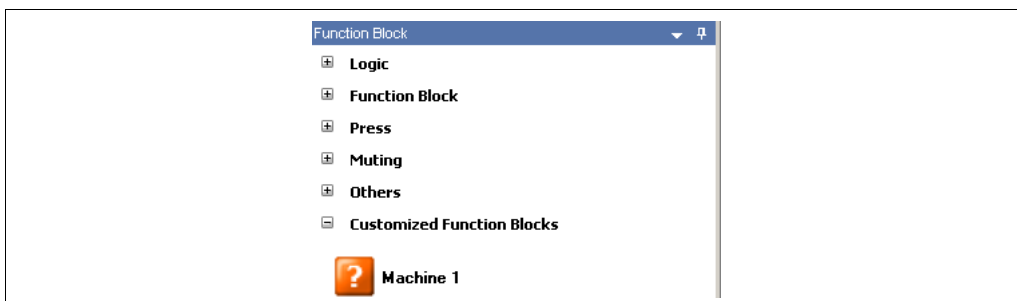 Function Block
Logic
Function Block
Press
Muting
Others
Customized Function Blocks
? Machine 1